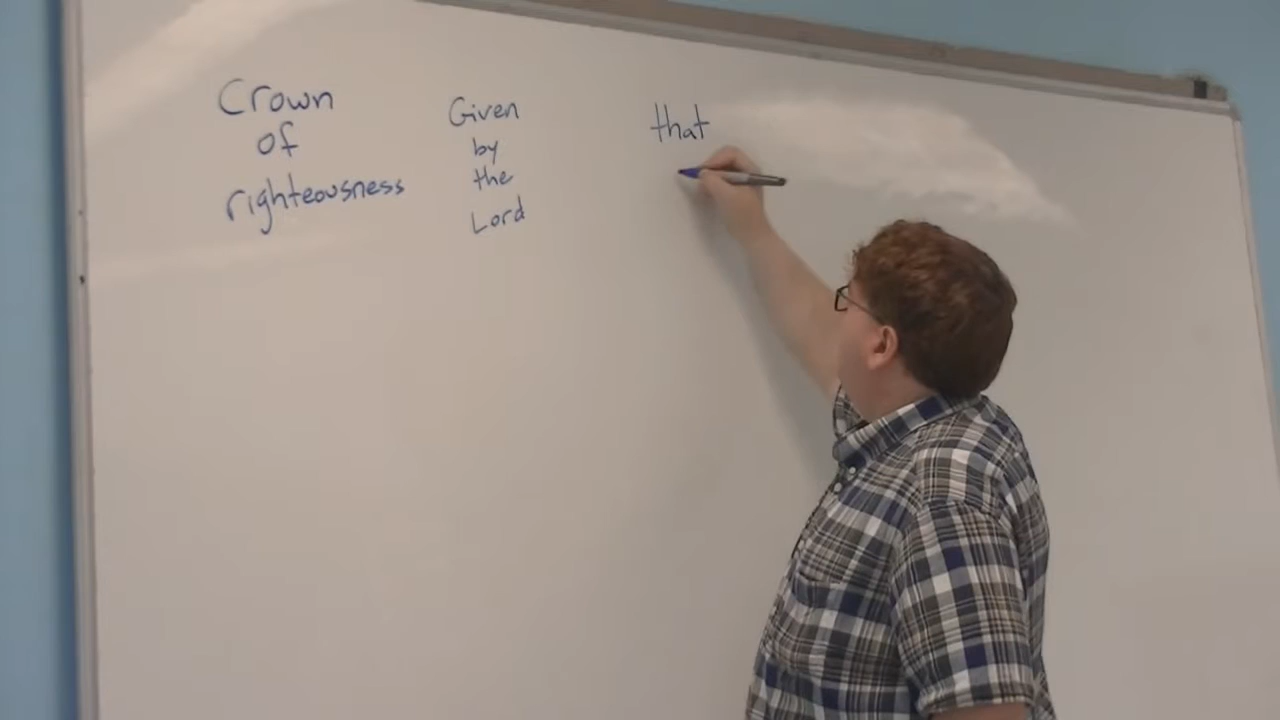 Crown
of
righteousness
Given
by
the
Lord
that